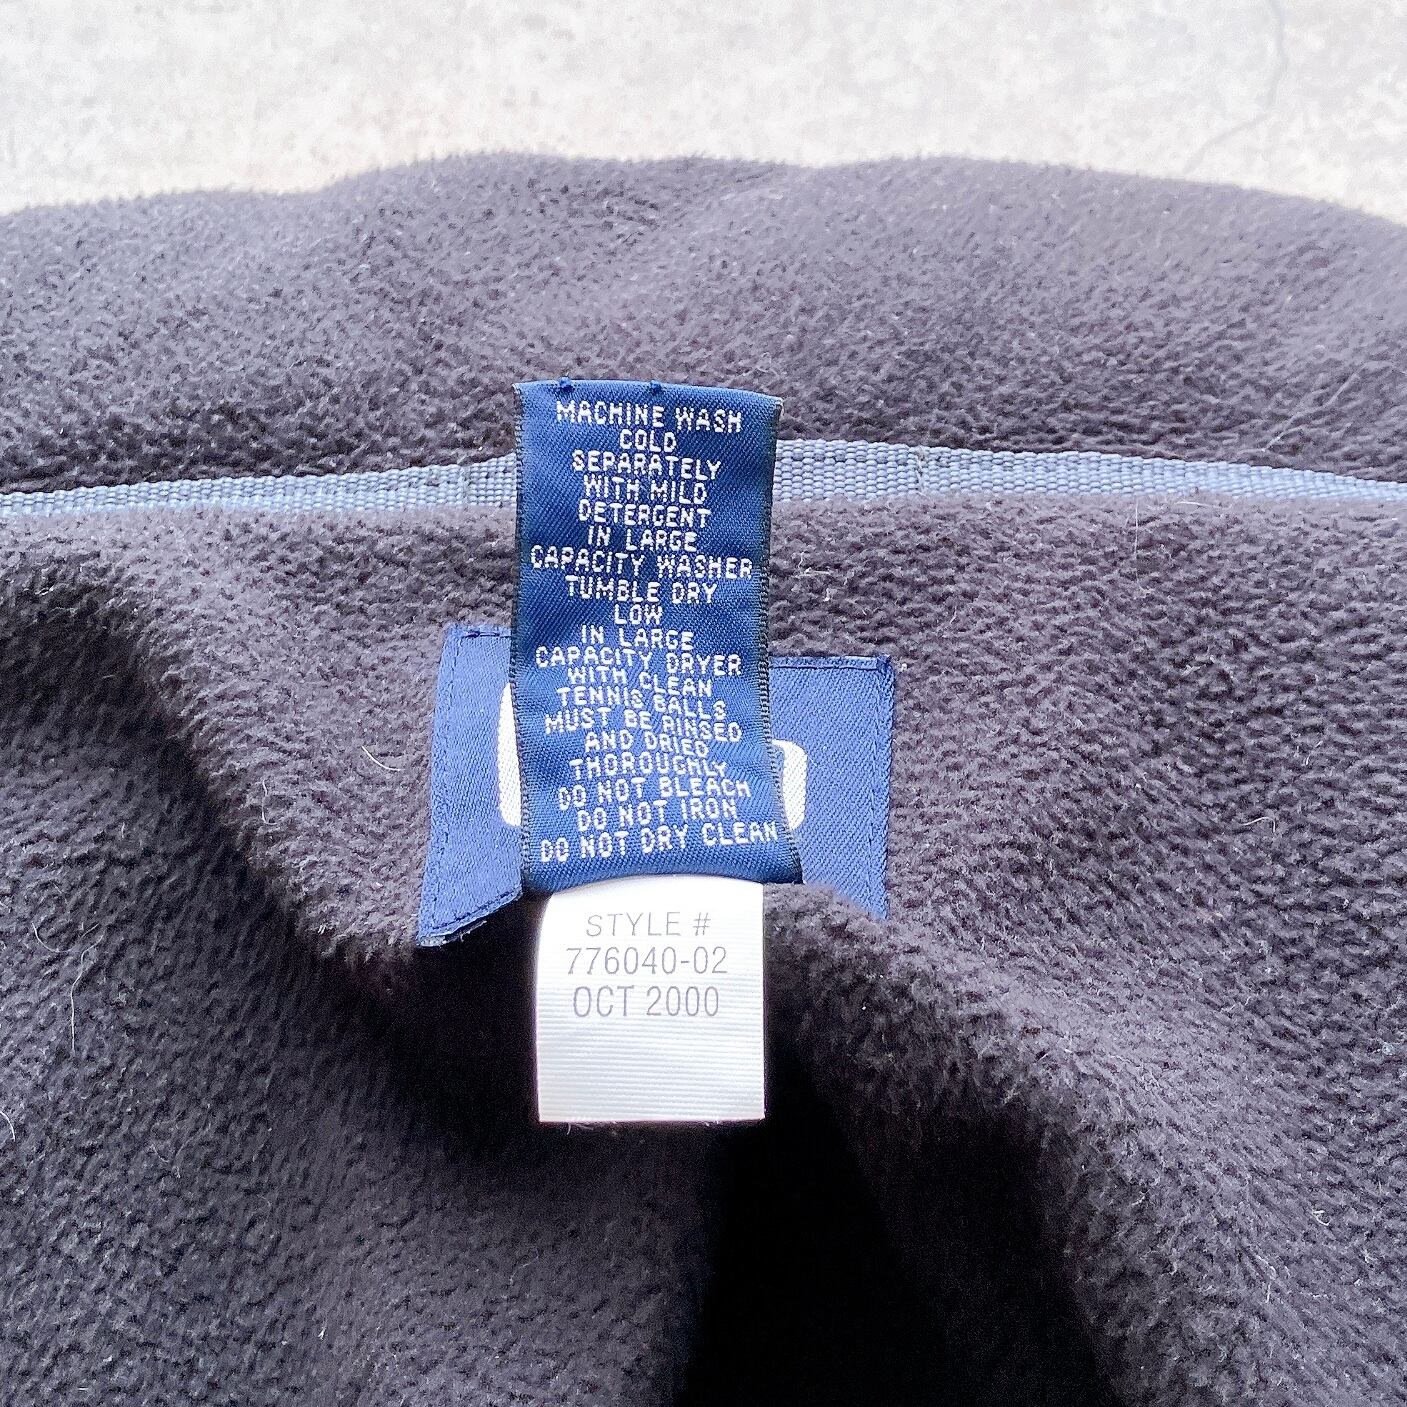 MACHINE WASH
COLD
SEPARATELY
WITH MILD
DETERGENT
IN LARGE
CAPACITY WASHER
TUMBLE DRY
LOW
IN LARGE
CAPACITY DRYER
WITH CLEAN
TENNIS BALLS
MUST BE RINSED
AND DRIED
THOROUGHLY
DO NOT BLEACH
DO NOT IRON
DO NOT DRY CLEAN
STYLE #
776040-02
OCT 2000